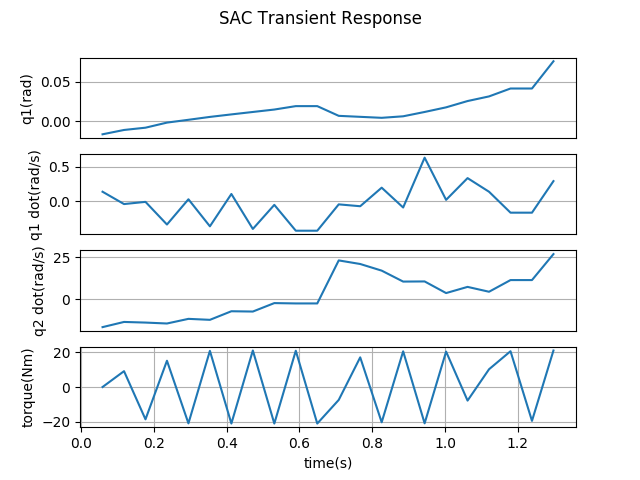 SAC Transient Response
q1(rad)
0.05
0.00
q1 dot(rad/s)
0.5
0.0
q2 dot(rad/s)
25
0
torque(Nm)
20
0
−20
0.0 0.2 0.4 0.6 0.8 1.0 1.2
time(s)